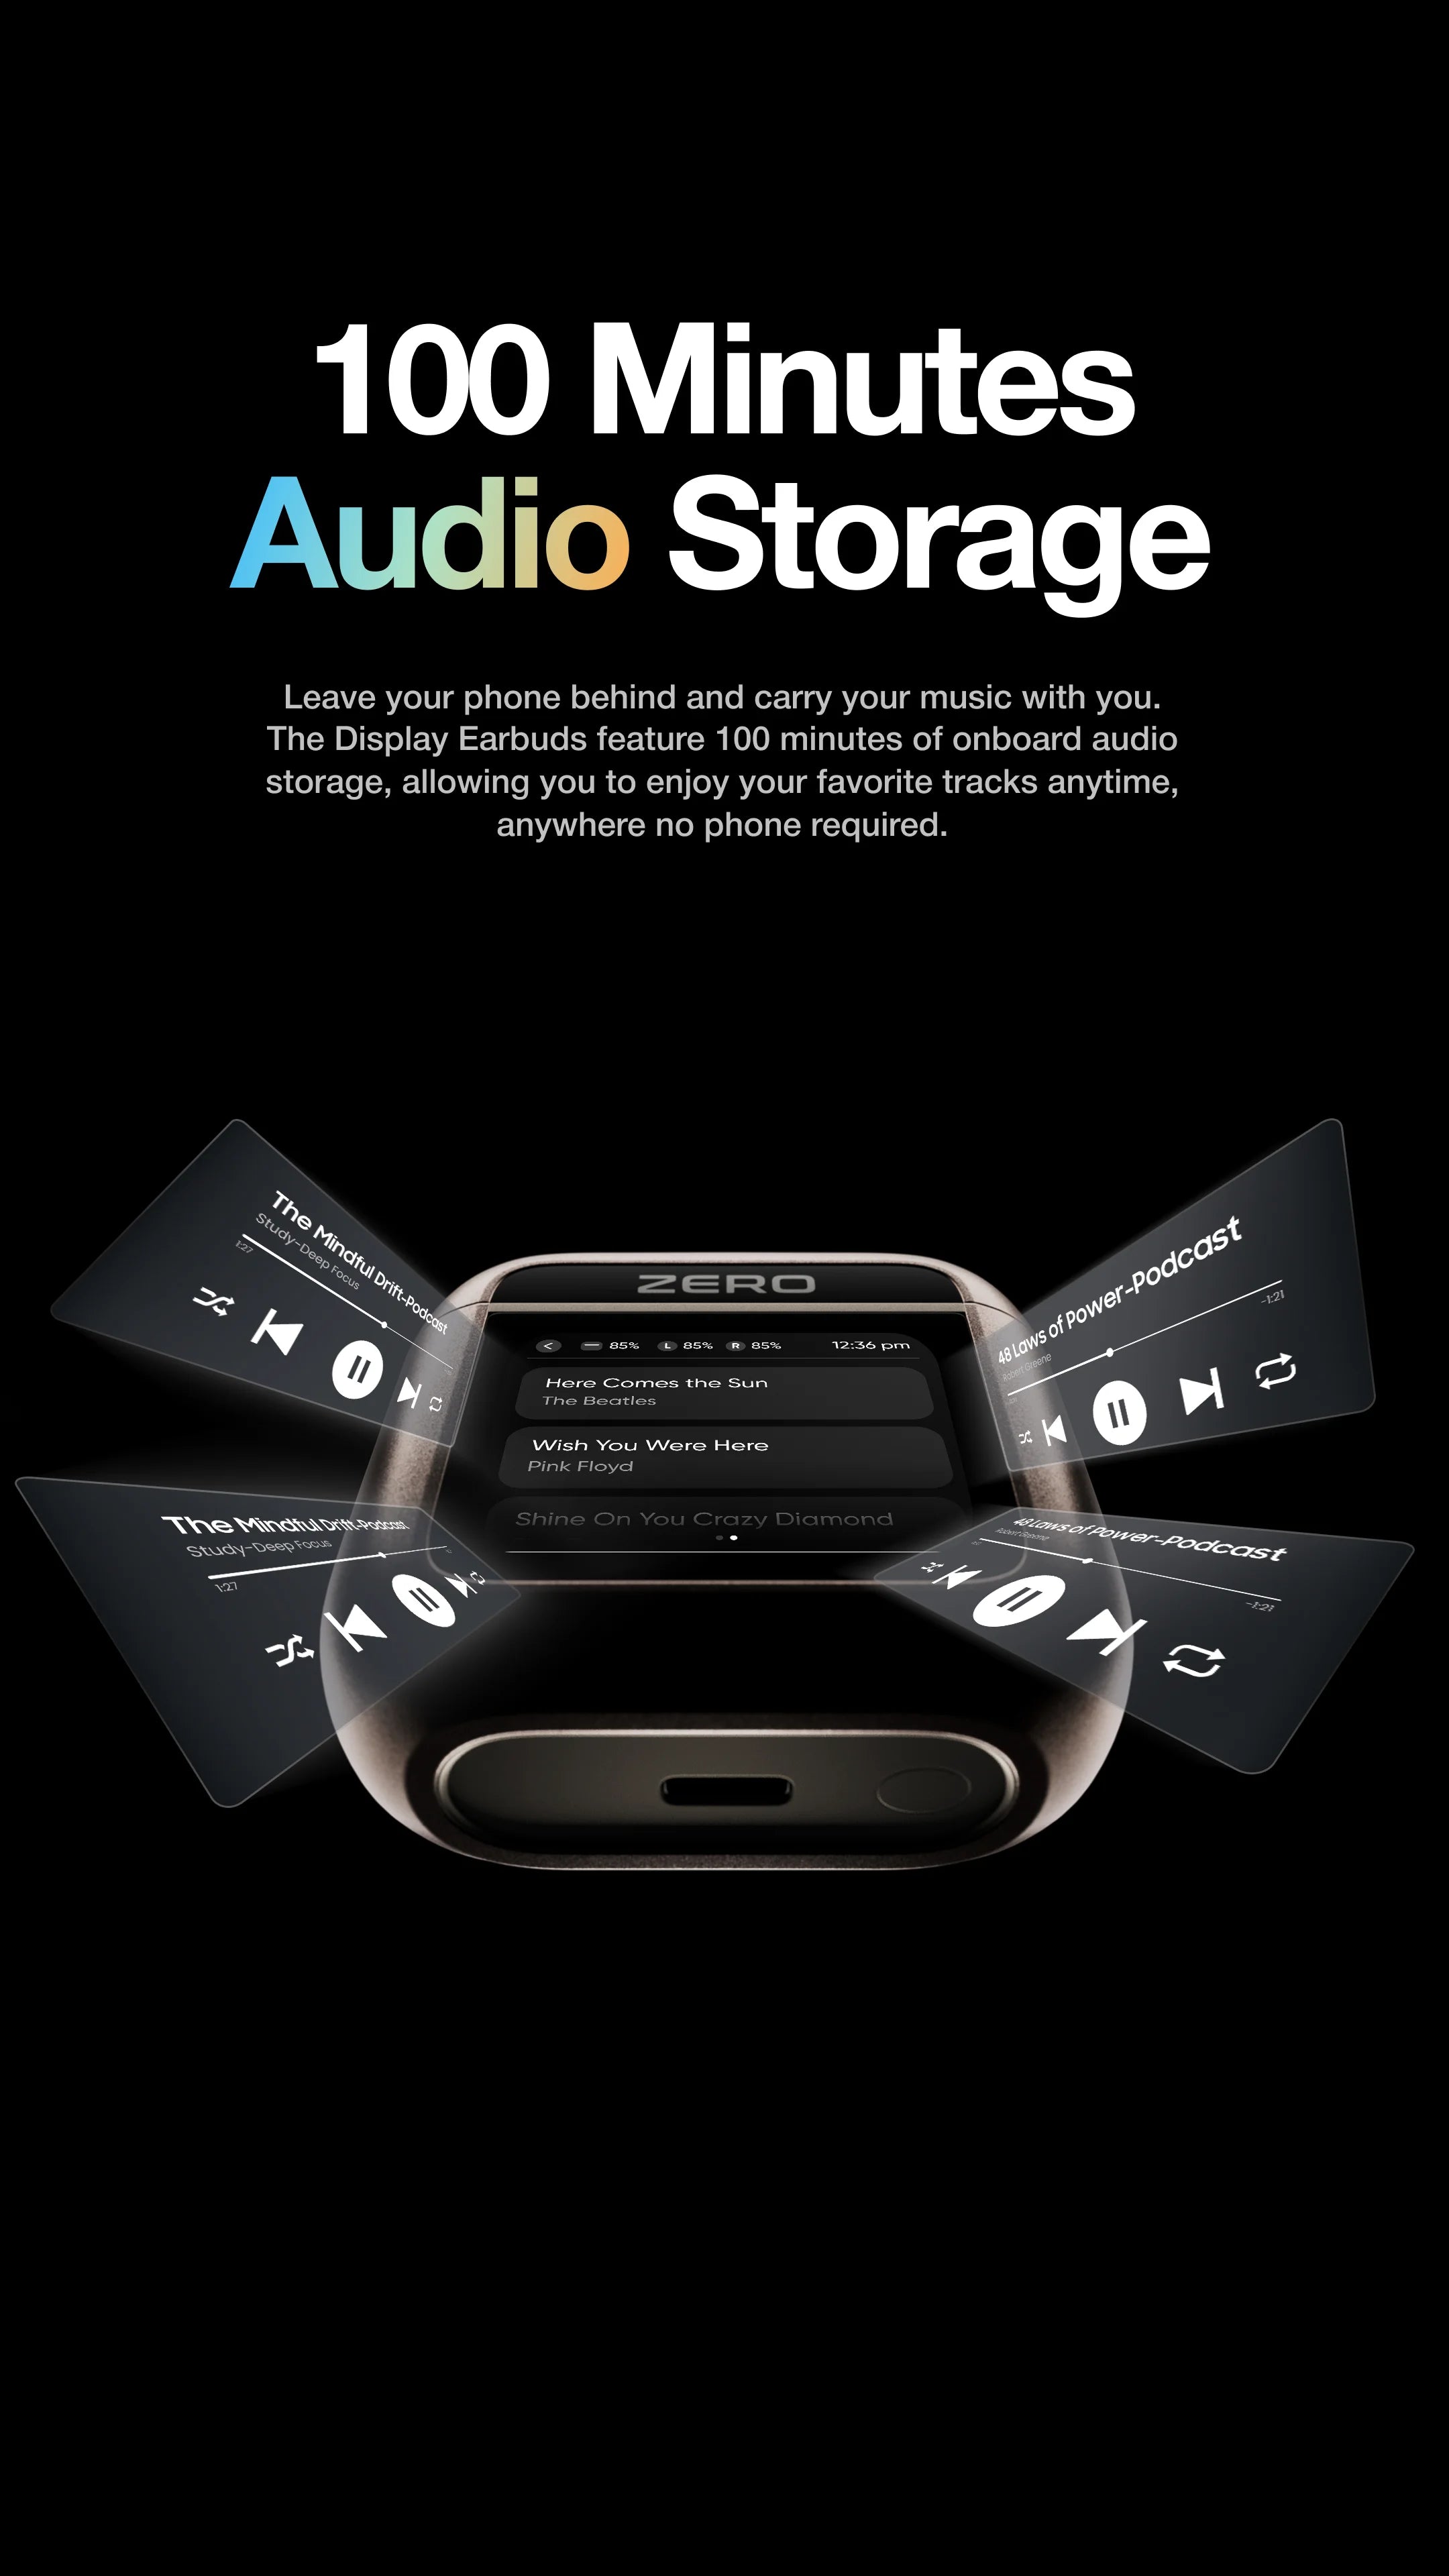 100 Minutes
Audio Storage
Leave your phone behind and carry your music with you.
The Display Earbuds feature 100 minutes of onboard audio
storage, allowing you to enjoy your favorite tracks anytime,
anywhere no phone required.
The Mindful Drift-Podcast
Study-Deep Focus
1:27
48 Laws of Power-Podcast
Robert Greene
-1:21
ZERO
85% L 85% R 85% 12:36 pm
Here Comes the Sun
The Beatles
Wish You Were Here
Pink Floyd
Shine On You Crazy Diamond
The Mindful Drift-Podcast
Study-Deep Focus
1:27
48 Laws of Power-Podcast
Robert Greene
-1:21